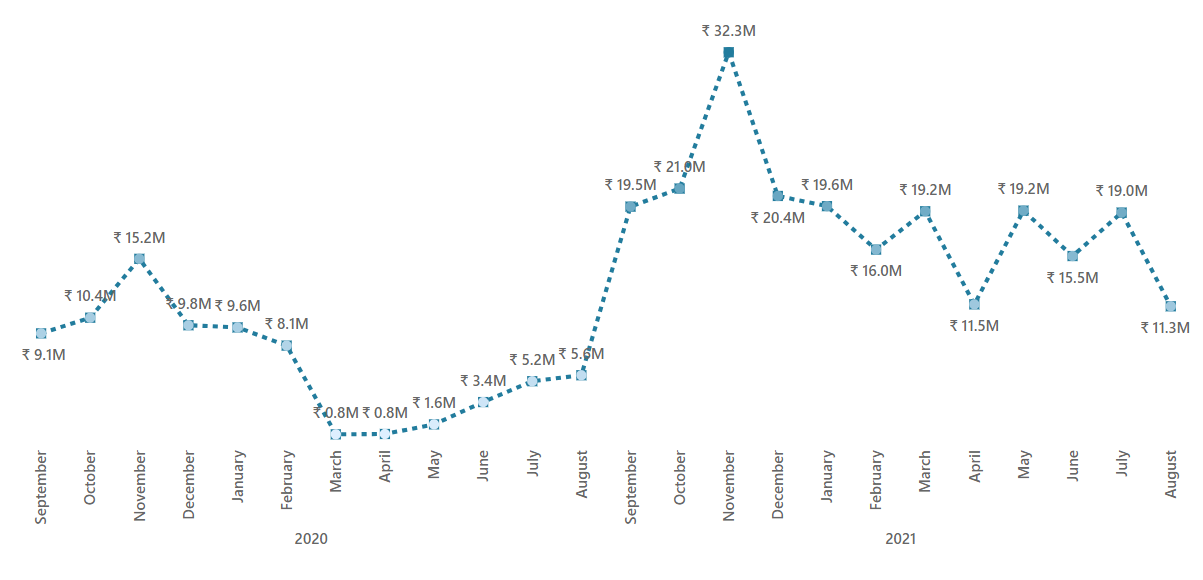 ₹ 32.3M
₹ 21.0M
₹ 19.5M
₹ 19.6M
₹ 19.2M
₹ 19.2M
₹ 19.0M
₹ 20.4M
₹ 15.2M
₹ 16.0M
₹ 15.5M
₹ 10.4M
₹ 9.8M
₹ 9.6M
₹ 8.1M
₹ 11.5M
₹ 11.3M
₹ 9.1M
₹ 5.2M
₹ 5.6M
₹ 3.4M
₹ 1.6M
₹ 0.8M
₹ 0.8M
September
October
November
December
January
February
March
April
May
June
July
August
September
October
November
December
January
February
March
April
May
June
July
August
2020
2021